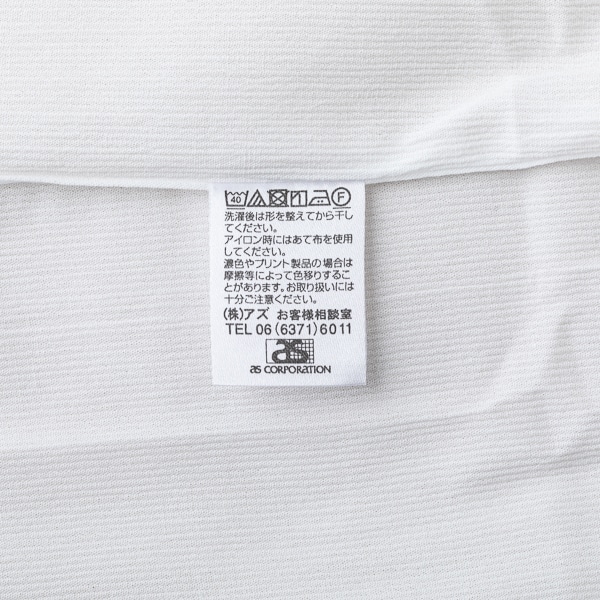 40 F
洗濯後は形を整えてから干し
てください。
アイロン時にはあて布を使用
してください。
濃色やプリント製品の場合は
摩擦等によって色移りするこ
とがあります。お取り扱いには
十分ご注意ください。
(株)アズ お客様相談室
TEL 06(6371)6011
as
as CORPORATION